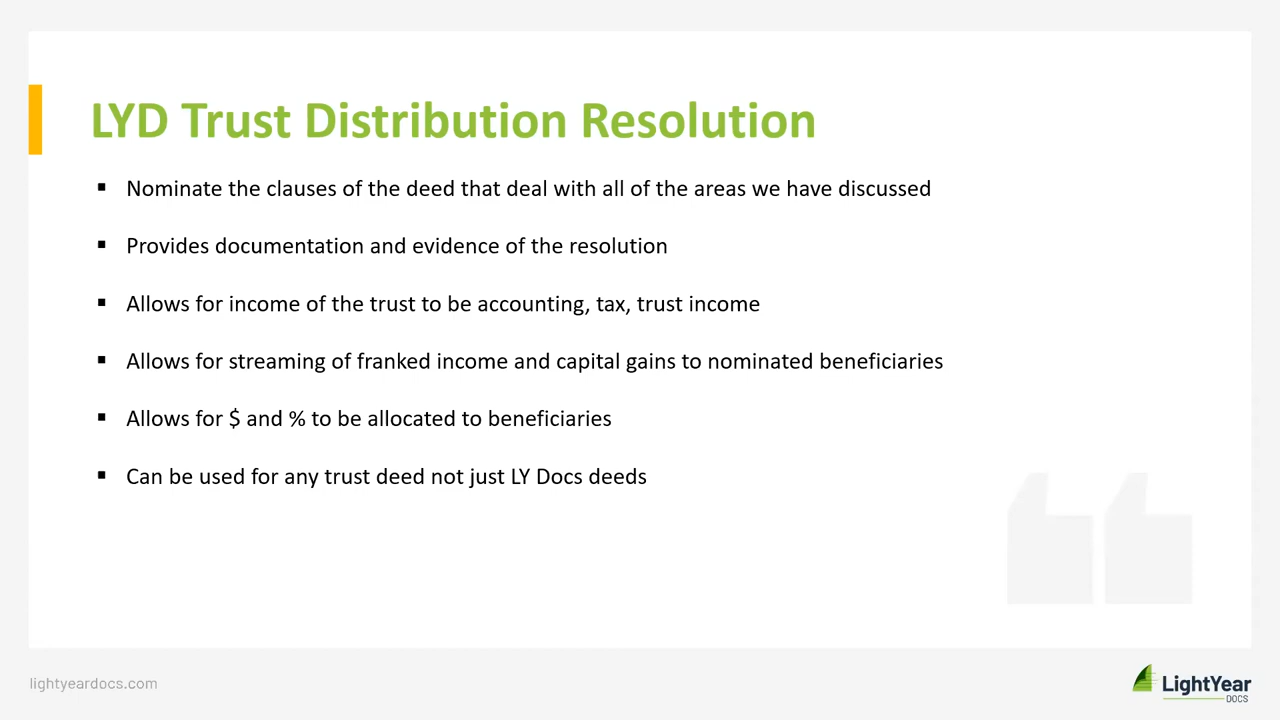 LYD Trust Distribution Resolution
▪ Nominate the clauses of the deed that deal with all of the areas we have discussed
▪ Provides documentation and evidence of the resolution
▪ Allows for income of the trust to be accounting, tax, trust income
▪ Allows for streaming of franked income and capital gains to nominated beneficiaries
▪ Allows for $ and % to be allocated to beneficiaries
▪ Can be used for any trust deed not just LY Docs deeds
lightyeardocs.com
LightYear
DOCS